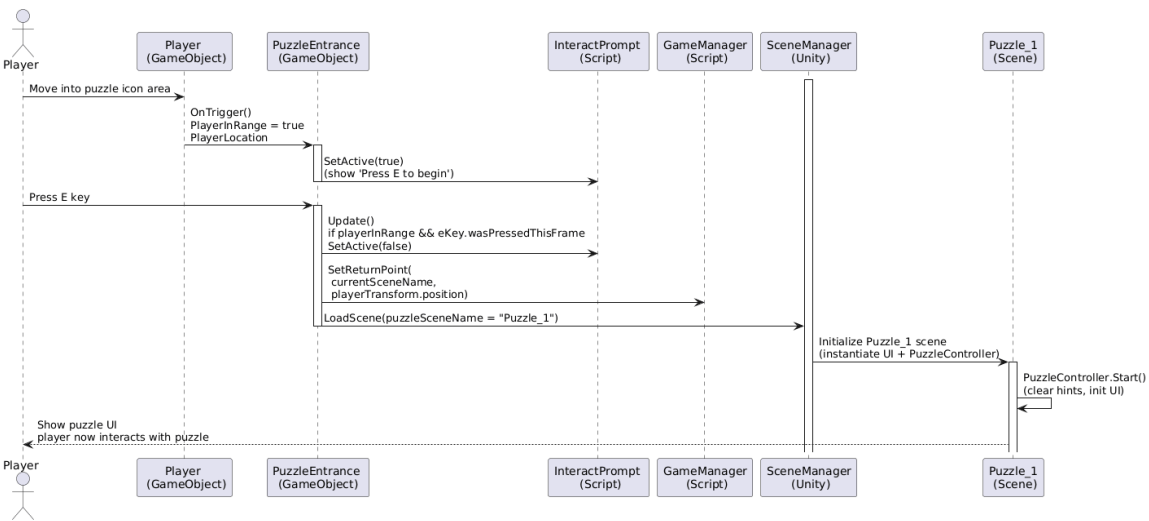 Player
Player
(GameObject)
PuzzleEntrance
(GameObject)
InteractPrompt
(Script)
GameManager
(Script)
SceneManager
(Unity)
Puzzle_1
(Scene)
Move into puzzle icon area
OnTrigger()
PlayerInRange = true
PlayerLocation
SetActive(true)
(show 'Press E to begin')
Press E key
Update()
if playerInRange && eKey.wasPressedThisFrame
SetActive(false)
SetReturnPoint(
currentSceneName,
playerTransform.position)
LoadScene(puzzleSceneName = "Puzzle_1")
Initialize Puzzle_1 scene
(instantiate UI + PuzzleController)
PuzzleController.Start()
(clear hints, init UI)
Show puzzle UI
player now interacts with puzzle
Player
Player
(GameObject)
PuzzleEntrance
(GameObject)
InteractPrompt
(Script)
GameManager
(Script)
SceneManager
(Unity)
Puzzle_1
(Scene)